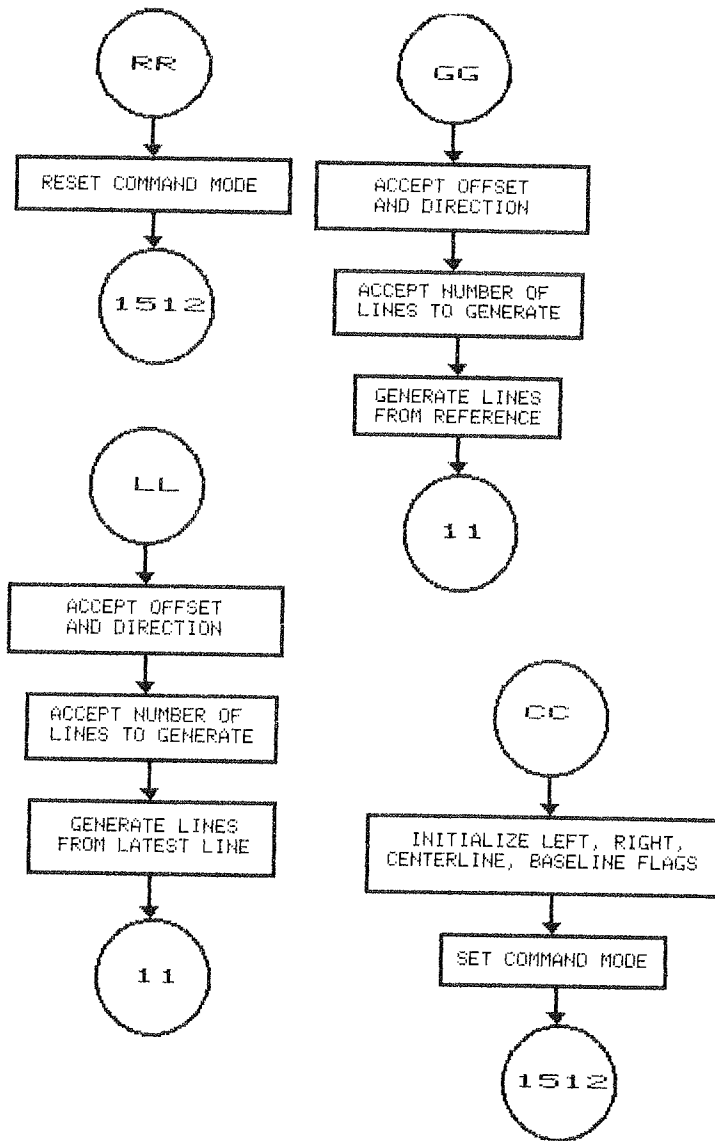 RR
RESET COMMAND MODE
1512
GG
ACCEPT OFFSET
AND DIRECTION
ACCEPT NUMBER OF
LINES TO GENERATE
GENERATE LINES
FROM REFERENCE
11
LL
ACCEPT OFFSET
AND DIRECTION
ACCEPT NUMBER OF
LINES TO GENERATE
GENERATE LINES
FROM LATEST LINE
11
CC
INITIALIZE LEFT, RIGHT,
CENTERLINE, BASELINE FLAGS
SET COMMAND MODE
1512